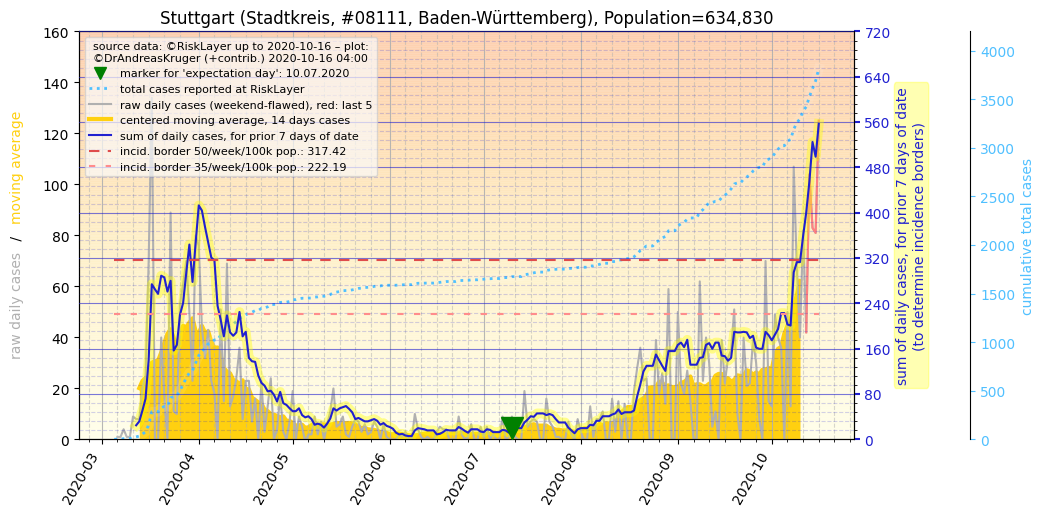 Stuttgart (Stadtkreis, #08111, Baden-Württemberg), Population=634,830
source data: ©RiskLayer up to 2020-10-16 – plot:
©DrAndreasKruger (+contrib.) 2020-10-16 04:00
marker for 'expectation day': 10.07.2020
total cases reported at RiskLayer
raw daily cases (weekend-flawed), red: last 5
centered moving average, 14 days cases
sum of daily cases, for prior 7 days of date
incid. border 50/week/100k pop.: 317.42
incid. border 35/week/100k pop.: 222.19
raw daily cases / moving average
160
140
120
100
80
60
40
20
0
2020-03
2020-04
2020-05
2020-06
2020-07
2020-08
2020-09
2020-10
720
640
560
480
400
320
240
160
80
0
sum of daily cases, for prior 7 days of date
(to determine incidence borders)
4000
3500
3000
2500
2000
1500
1000
500
0
cumulative total cases